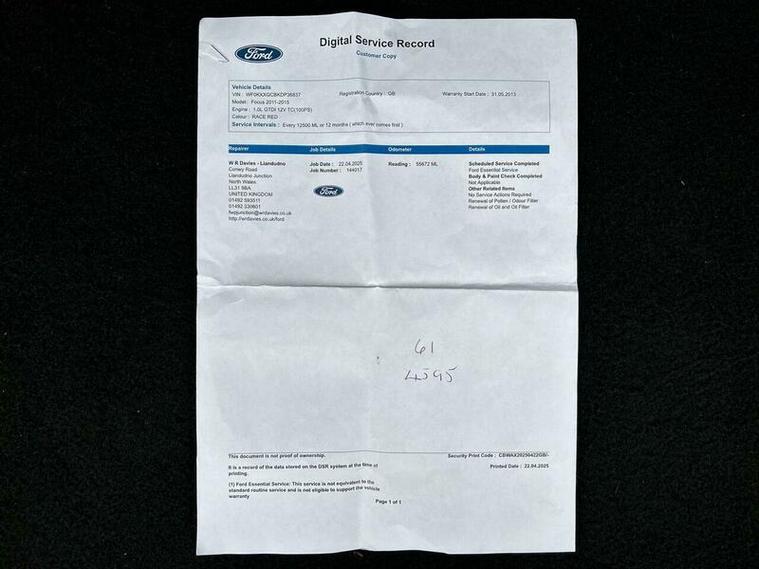 Ford
Digital Service Record
Customer Copy
Vehicle Details
VIN : WF0KXXGCBKDP36837
Registration Country : GB
Warranty Start Date : 31.05.2013
Model : Focus 2011-2015
Engine : 1.0L GTDI 12V TC(100PS)
Colour : RACE RED
Service Intervals : Every 12500 ML or 12 months ( which ever comes first )
Repairer Job Details Odometer Details
W R Davies - Llandudno
Conwy Road
Llandudno Junction
North Wales
LL31 9BA
UNITED KINGDOM
01492 593511
01492 330601
fwpjunction@wrdavies.co.uk
http://wrdavies.co.uk/ford
Job Date : 22.04.2025
Job Number : 144017
Ford
Reading : 55672 ML
Scheduled Service Completed
Ford Essential Service
Body & Paint Check Completed
Not Applicable
Other Related Items
No Service Actions Required
Renewal of Pollen / Odour Filter
Renewal of Oil and Oil Filter
61
4595
This document is not proof of ownership.
It is a record of the data stored on the DSR system at the time of
printing.
(1) Ford Essential Service: This service is not equivalent to the
standard routine service and is not eligible to support the vehicle
warranty
Security Print Code : CBWAX20250422GB/-
Printed Date : 22.04.2025
Page 1 of 1